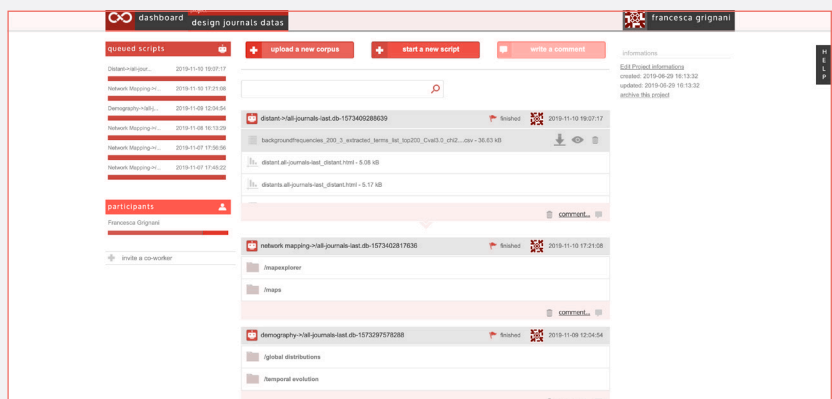 dashboard
design journals datas
francesca grignani
queued scripts
Distant->/all-jour... 2019-11-10 19:07:17
Network Mapping->/... 2019-11-10 17:21:08
Demography->/all-j... 2019-11-09 12:04:54
Network Mapping->/... 2019-11-08 16:10:29
Network Mapping->/... 2019-11-07 17:56:56
Network Mapping->/... 2019-11-07 17:48:22
participants
Francesca Grignani
invite a co-worker
upload a new corpus
start a new script
write a comment
distant->/all-journals-last.db-1573409288639 finished 2019-11-10 19:07:17
backgroundfrequencies_200_3_extracted_terms_list_top200_Cval3.0_chi2....csv - 36.63 kB
distant.all-journals-last_distant.html - 5.08 kB
distants.all-journals-last_distant.html - 5.17 kB
comment...
network mapping->/all-journals-last.db-1573402817636 finished 2019-11-10 17:21:08
/mapexplorer
/maps
comment...
demography->/all-journals-last.db-1573297578288 finished 2019-11-09 12:04:54
/global distributions
/temporal evolution
informations
Edit Project informations
created: 2019-06-29 16:13:32
updated: 2019-06-29 16:13:32
archive this project
HELP